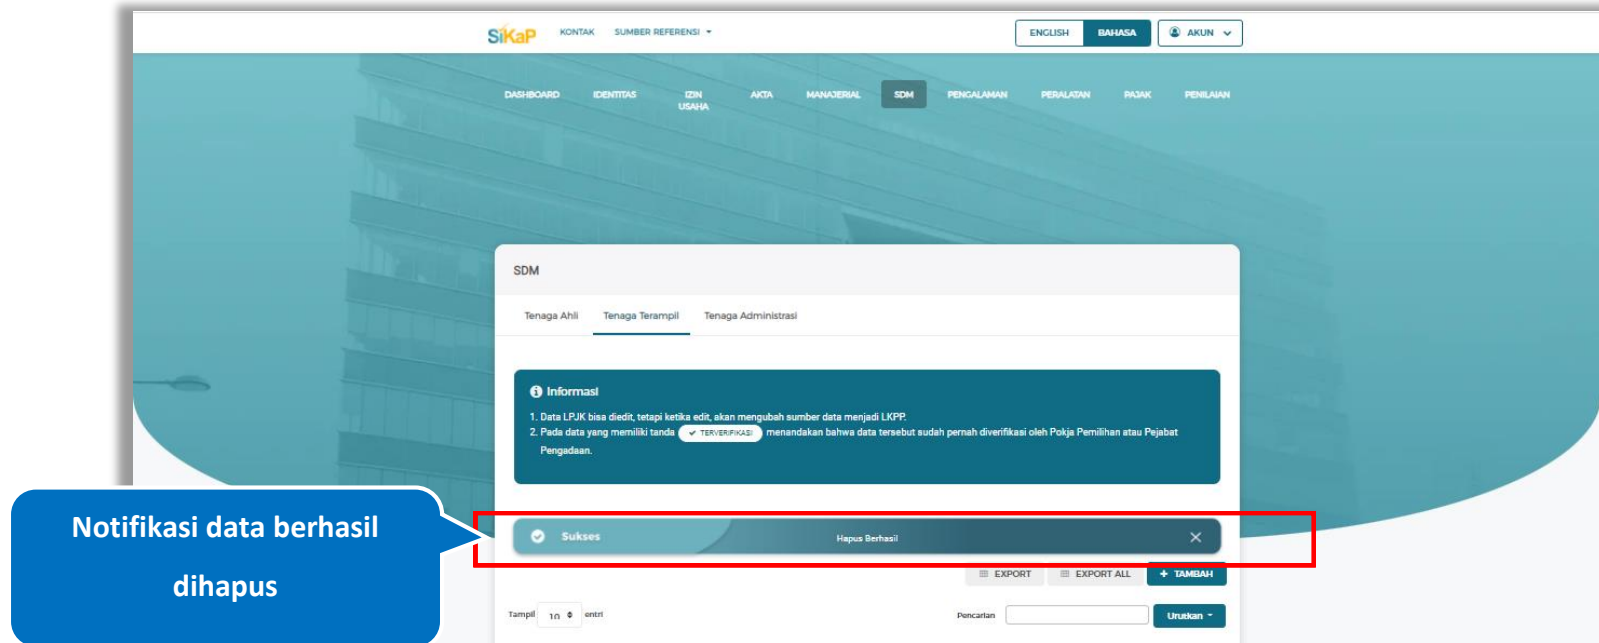 SiKaP KONTAK SUMBER REFERENSI ENGLISH BAHASA AKUN
DASHBOARD IDENTITAS IZIN USAHA AKTA MANAJERIAL SDM PENGALAMAN PERALATAN PAJAK PENILAIAN
SDM
Tenaga Ahli Tenaga Terampil Tenaga Administrasi
Informasi
1. Data LPJK bisa diedit, tetapi ketika edit, akan mengubah sumber data menjadi LKPP.
2. Pada data yang memiliki tanda TERVERIFIKASI menandakan bahwa data tersebut sudah pernah diverifikasi oleh Pokja Pemilihan atau Pejabat
Pengadaan.
Notifikasi data berhasil
dihapus
Sukses Hapus Berhasil
EXPORT EXPORT ALL + TAMBAH
Tampil 10 entri Pencarian Urutkan